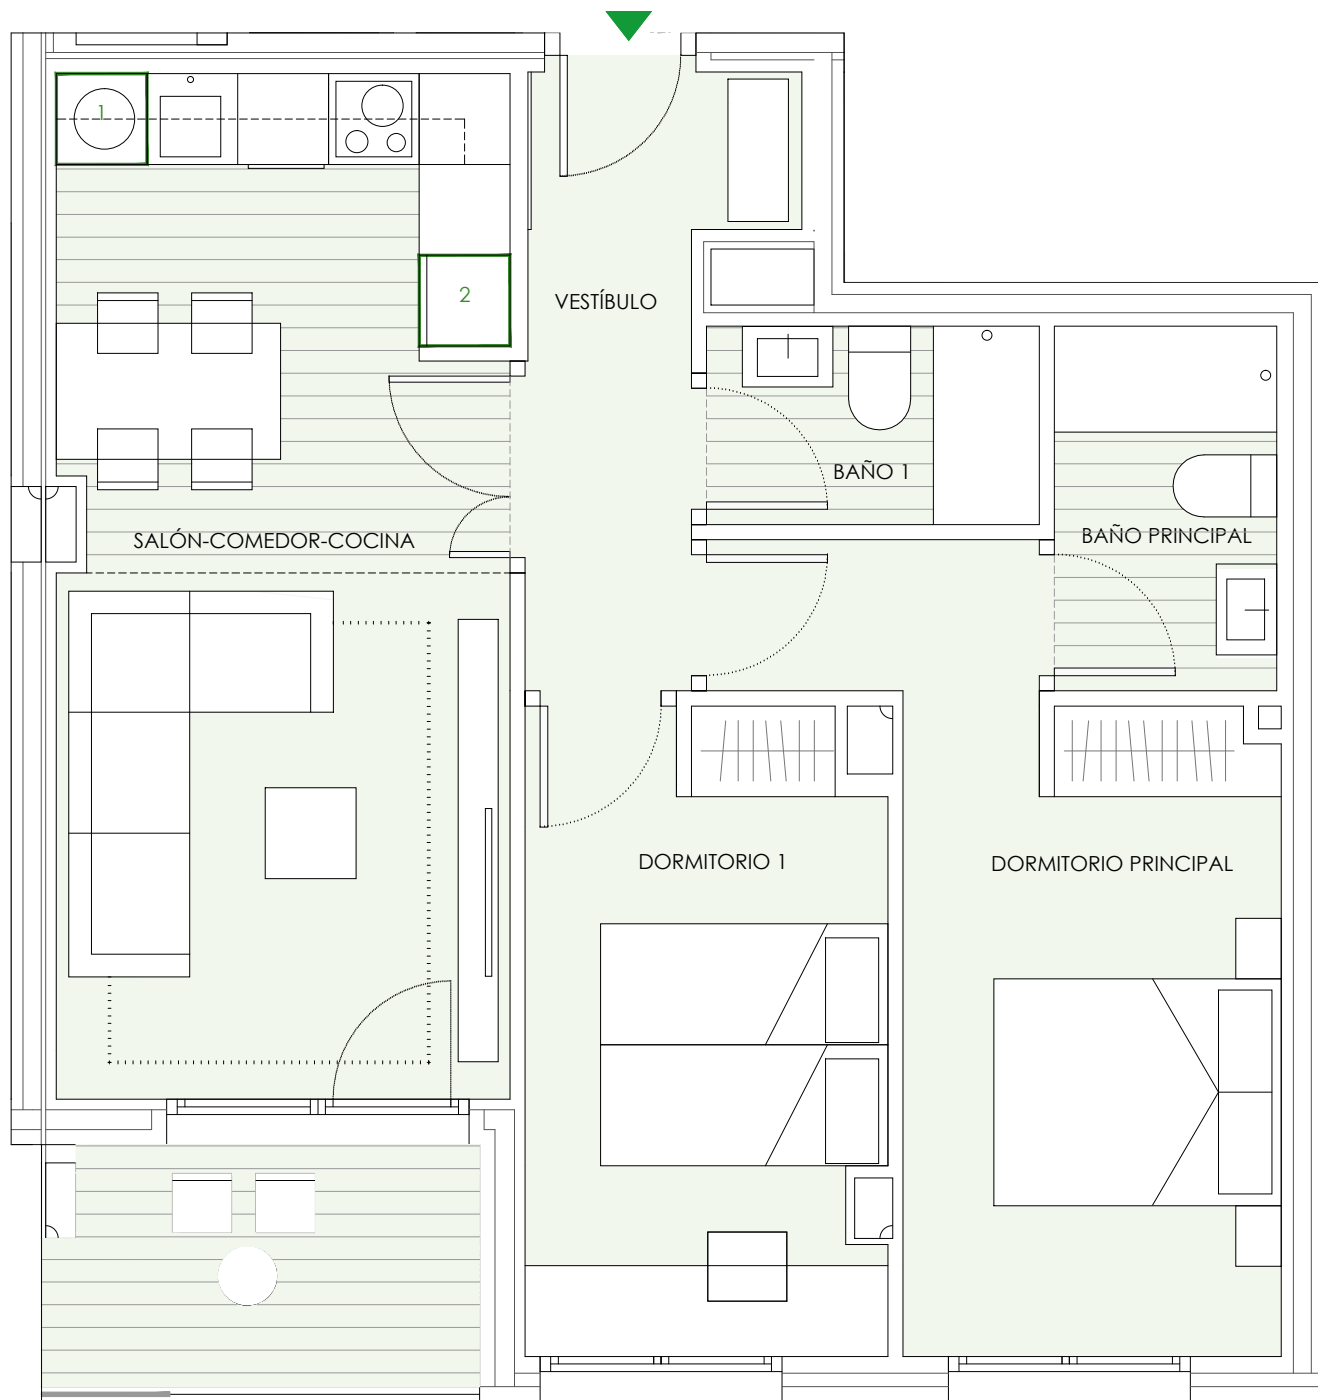 1
2
VESTÍBULO
BAÑO 1
SALÓN-COMEDOR-COCINA
BAÑO PRINCIPAL
DORMITORIO 1
DORMITORIO PRINCIPAL